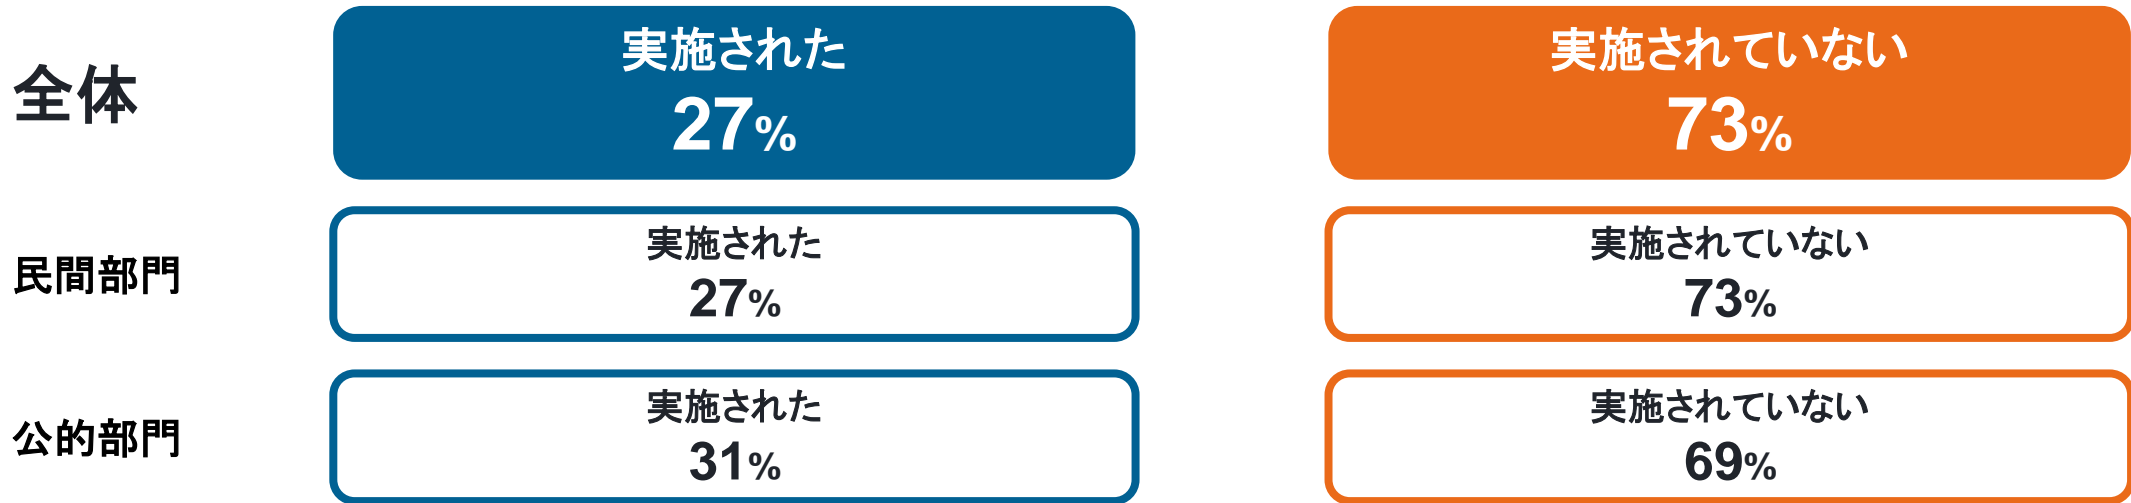 全体
実施された
27%
実施されていない
73%
民間部門
実施された
27%
実施されていない
73%
公的部門
実施された
31%
実施されていない
69%